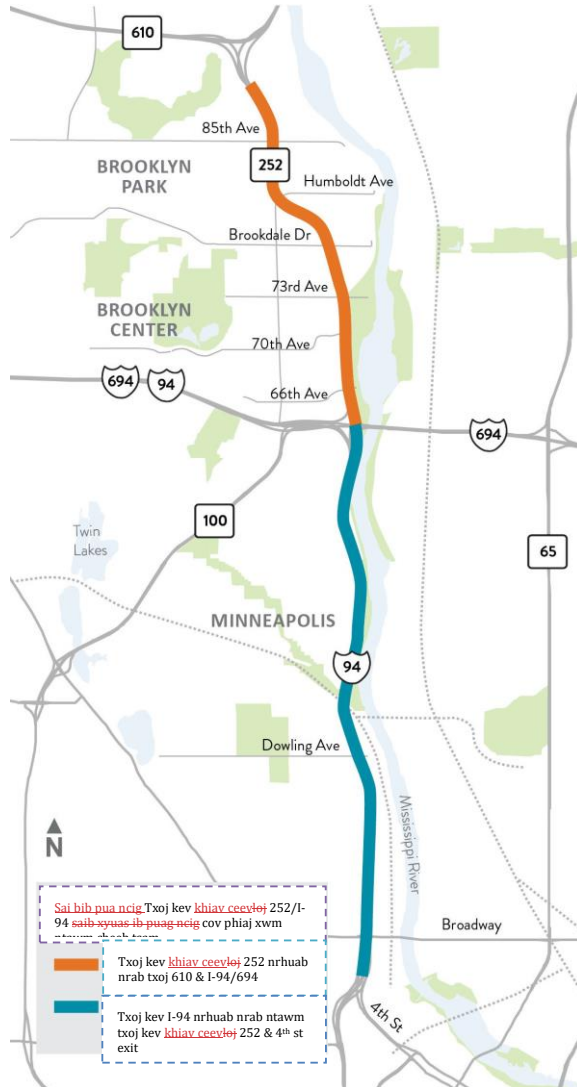 610
85th Ave
252
BROOKLYN
PARK
Humboldt Ave
Brookdale Dr
73rd Ave
BROOKLYN
CENTER
70th Ave
694
94
66th Ave
694
100
65
Twin
Lakes
MINNEAPOLIS
94
Dowling Ave
Mississippi River
N
Sai bib pua ncig Txoj kev khiav ceevloj 252/I-
94 saib xyuas ib puag ncig cov phiaj xwm
Broadway
Txoj kev khiav ceevloj 252 nrhuab
nrab txoj 610 & I-94/694
Txoj kev I-94 nrhuab nrab ntawm
txoj kev khiav ceevloj 252 & 4th st
exit
4th St